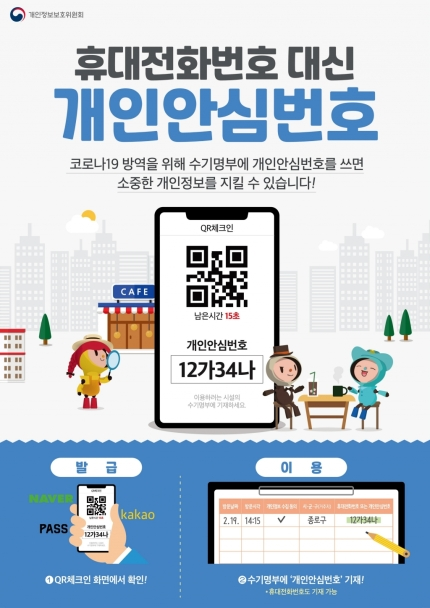 개인정보보호위원회
휴대전화번호 대신
개인안심번호
코로나19 방역을 위해 수기명부에 개인안심번호를 쓰면
소중한 개인정보를 지킬 수 있습니다!
QR체크인
남은시간 15초
개인안심번호
12가34나
이용하려는 시설의
수기명부에 기재하세요.
CAFE
발 급
NAVER
PASS
kakao
개인안심번호
12가34나
❶ QR체크인 화면에서 확인!
이 용
2.19. 14:15 ✓ 종로구 12가34나
❷ 수기명부에 '개인안심번호' 기재!
• 휴대전화번호도 기재 가능